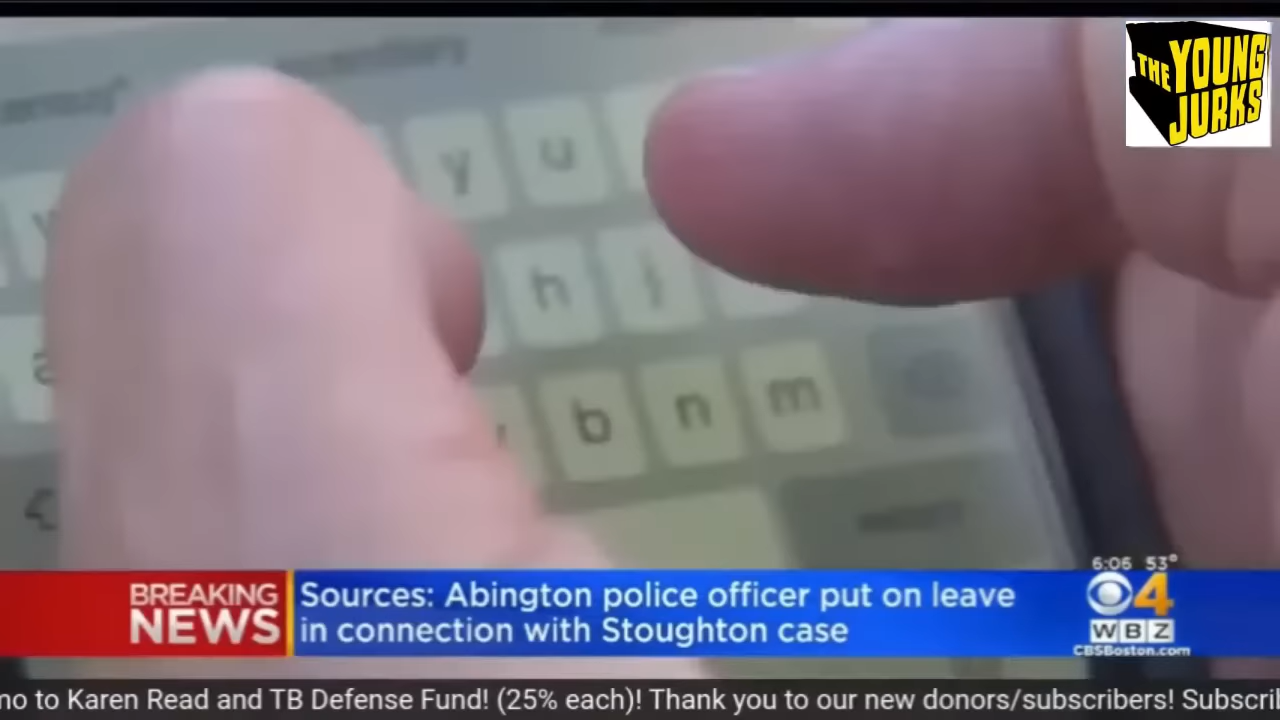 THE
YOUNG
JURKS
y u
h j
b n m
BREAKING
NEWS
Sources: Abington police officer put on leave
in connection with Stoughton case
6:06 53°
4
WBZ
CBSBoston.com
mo to Karen Read and TB Defense Fund! (25% each)! Thank you to our new donors/subscribers! Subscri